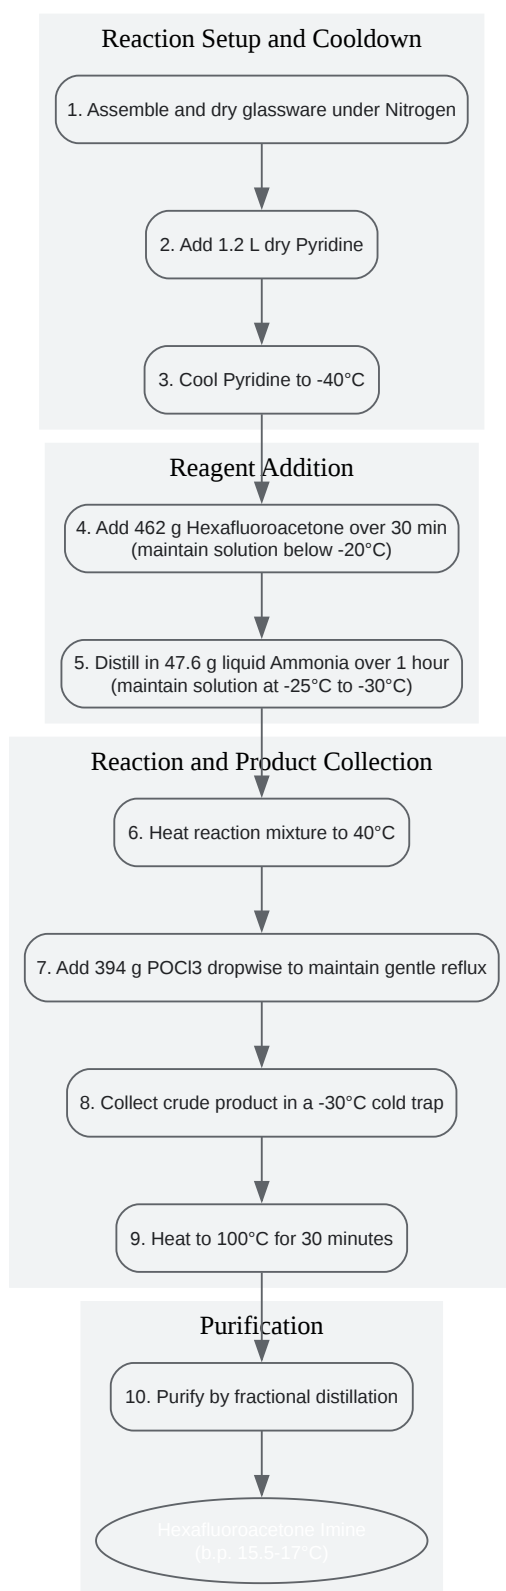 Reaction Setup and Cooldown
1. Assemble and dry glassware under Nitrogen
2. Add 1.2 L dry Pyridine
3. Cool Pyridine to -40°C
Reagent Addition
4. Add 462 g Hexafluoroacetone over 30 min
(maintain solution below -20°C)
5. Distill in 47.6 g liquid Ammonia over 1 hour
(maintain solution at -25°C to -30°C)
Reaction and Product Collection
6. Heat reaction mixture to 40°C
7. Add 394 g POCl3 dropwise to maintain gentle reflux
8. Collect crude product in a -30°C cold trap
9. Heat to 100°C for 30 minutes
Purification
10. Purify by fractional distillation
Hexafluoroacetone Imine
(b.p. 15.5-17°C)